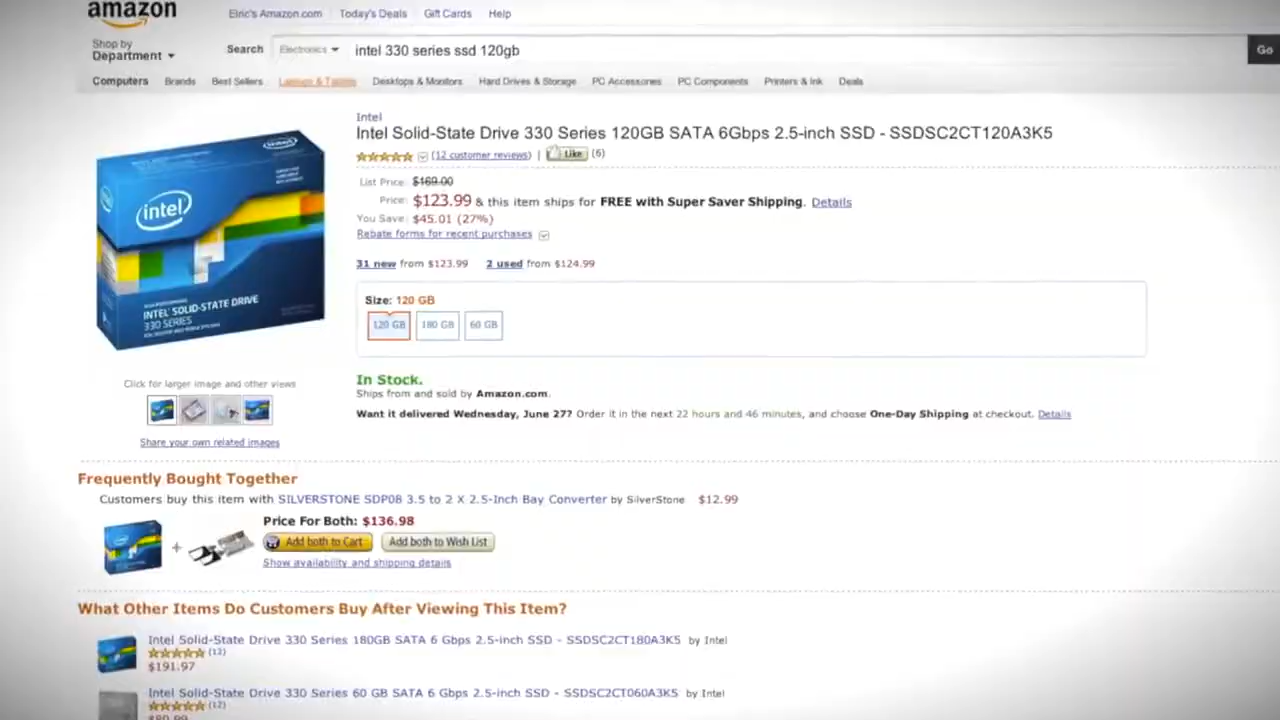 amazon
Elric's Amazon.com Today's Deals Gift Cards Help
Shop by
Department
Search Electronics intel 330 series ssd 120gb Go
Computers Brands Best Sellers Laptops & Tablets Desktops & Monitors Hard Drives & Storage PC Accessories PC Components Printers & Ink Deals
Intel
Intel Solid-State Drive 330 Series 120GB SATA 6Gbps 2.5-inch SSD - SSDSC2CT120A3K5
(12 customer reviews) | Like (6)
List Price: $169.00
Price: $123.99 & this item ships for FREE with Super Saver Shipping. Details
You Save: $45.01 (27%)
Rebate forms for recent purchases
31 new from $123.99 2 used from $124.99
Size: 120 GB
120 GB 180 GB 60 GB
intel
intel
INTEL SOLID-STATE DRIVE
330 SERIES
In Stock.
Ships from and sold by Amazon.com.
Want it delivered Wednesday, June 27? Order it in the next 22 hours and 46 minutes, and choose One-Day Shipping at checkout. Details
Click for larger image and other views
Share your own related images
Frequently Bought Together
Customers buy this item with SILVERSTONE SDP08 3.5 to 2 X 2.5-Inch Bay Converter by SilverStone $12.99
Price For Both: $136.98
Add both to Cart Add both to Wish List
Show availability and shipping details
What Other Items Do Customers Buy After Viewing This Item?
Intel Solid-State Drive 330 Series 180GB SATA 6 Gbps 2.5-inch SSD - SSDSC2CT180A3K5 by Intel
(12)
$191.97
Intel Solid-State Drive 330 Series 60 GB SATA 6 Gbps 2.5-inch SSD - SSDSC2CT060A3K5 by Intel
(12)